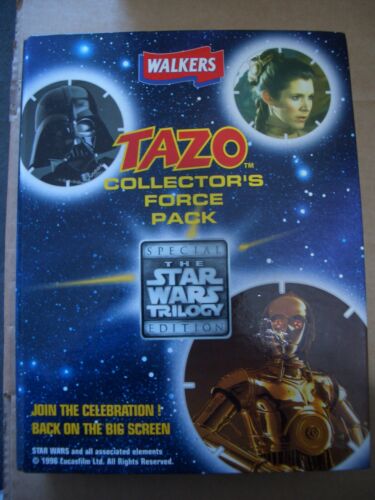 WALKERS
TAZO™
COLLECTOR'S
FORCE
PACK
SPECIAL
THE
STAR
WARS
TRILOGY
EDITION
JOIN THE CELEBRATION !
BACK ON THE BIG SCREEN
STAR WARS and all associated elements
© 1996 Lucasfilm Ltd. All Rights Reserved.